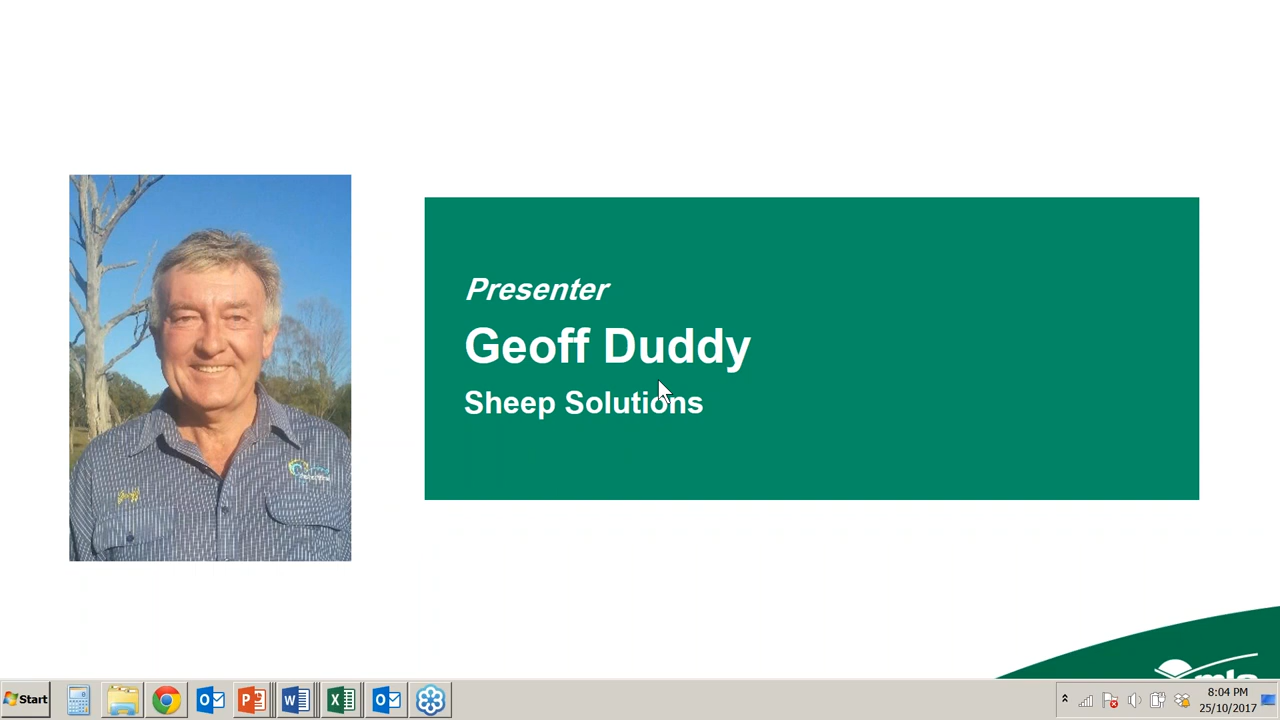 Presenter
Geoff Duddy
Sheep Solutions
Start
8:04 PM
25/10/2017